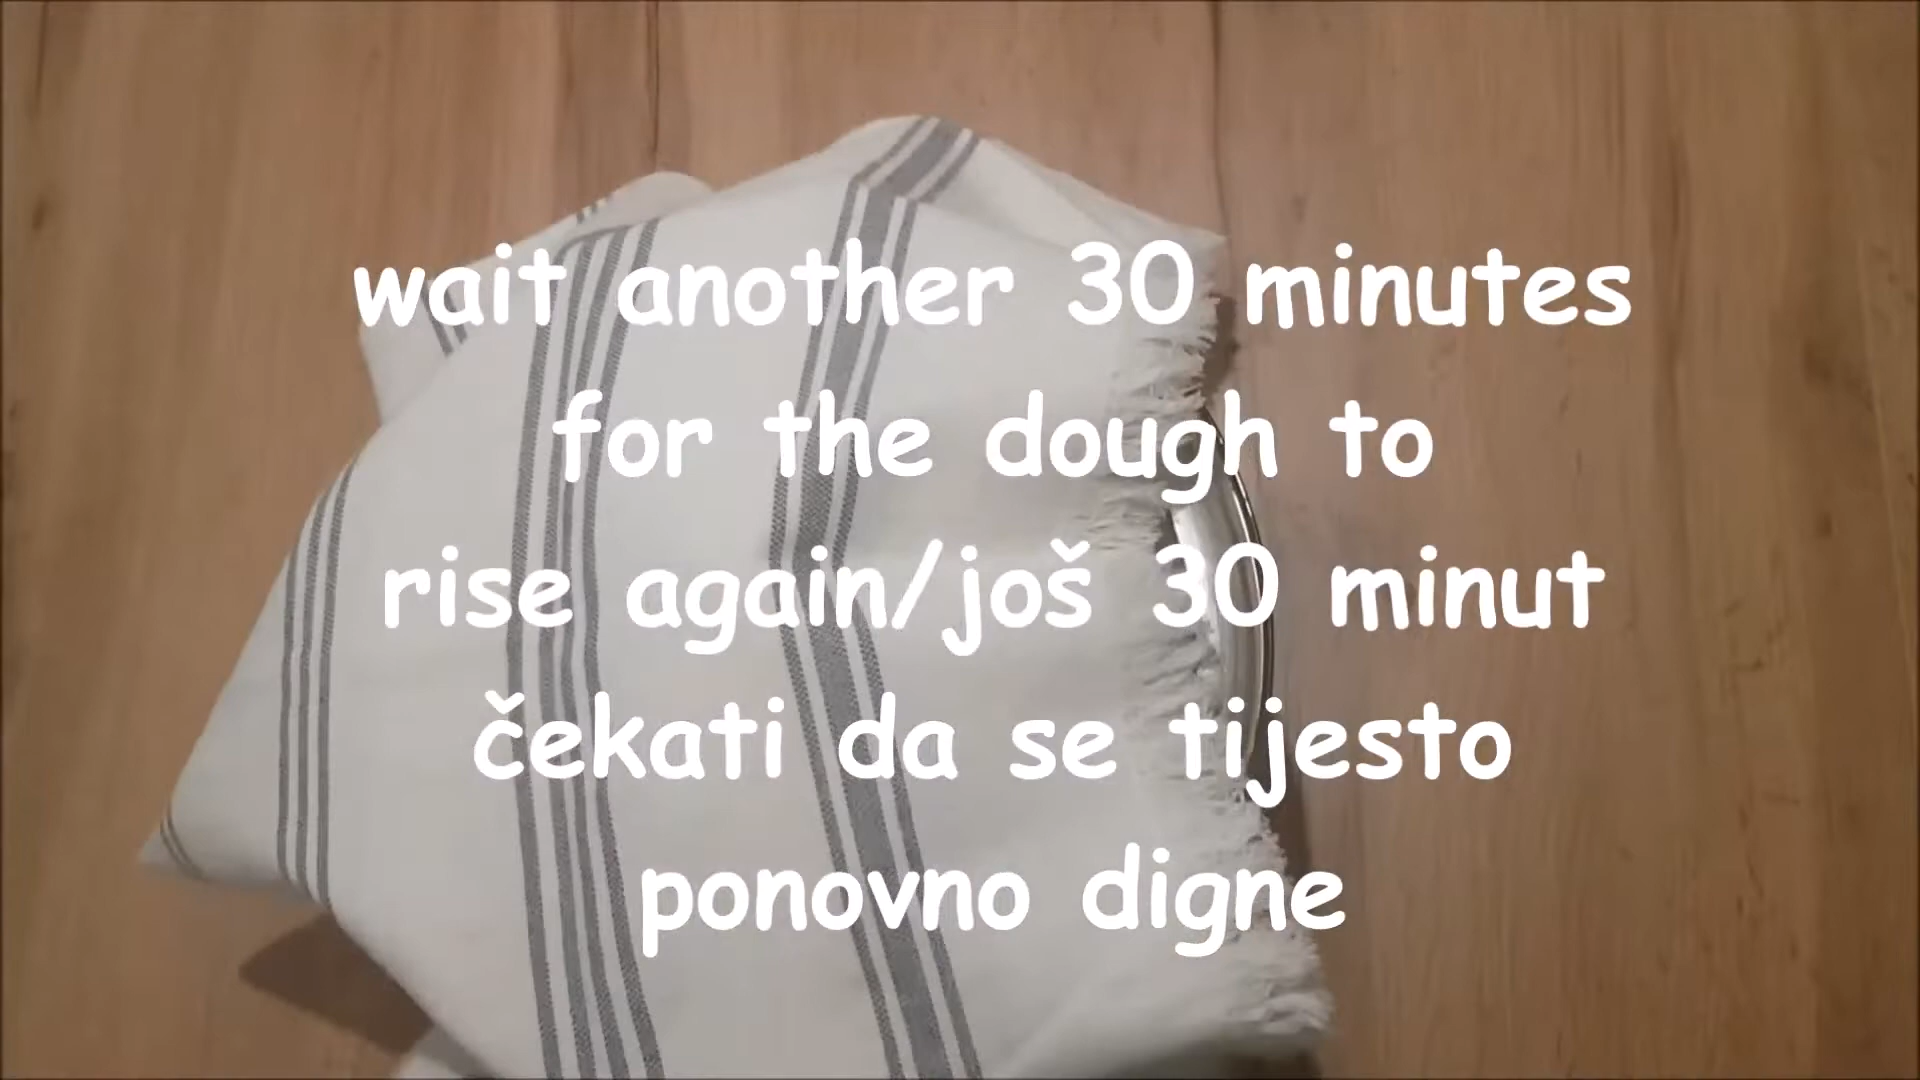 wait another 30 minutes
for the dough to
rise again/još 30 minut
čekati da se tijesto
ponovno digne